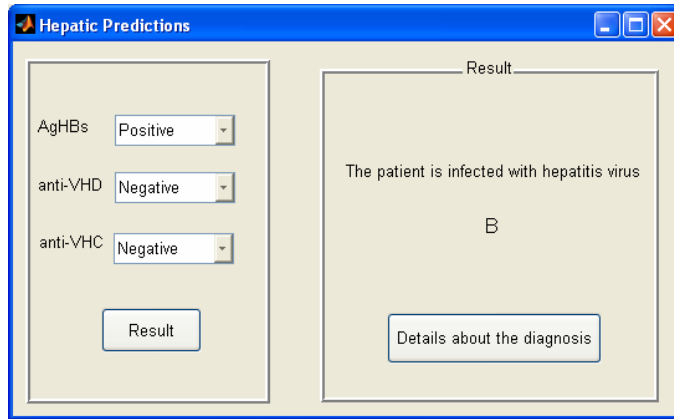 Hepatic Predictions
AgHBs Positive
anti-VHD Negative
anti-VHC Negative
Result
Result
The patient is infected with hepatitis virus
B
Details about the diagnosis